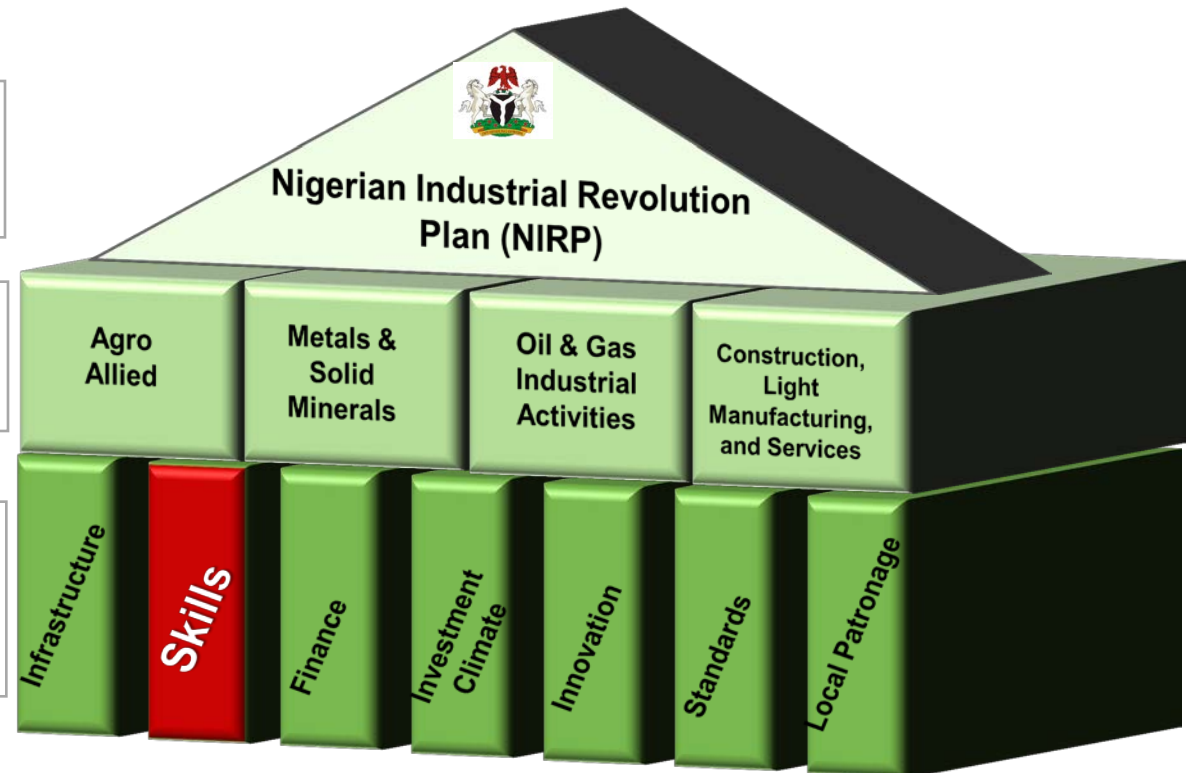 Nigerian Industrial Revolution
Plan (NIRP)
Agro
Allied
Metals &
Solid
Minerals
Oil & Gas
Industrial
Activities
Construction,
Light
Manufacturing,
and Services
Infrastructure
Skills
Finance
Investment
Climate
Innovation
Standards
Local Patronage